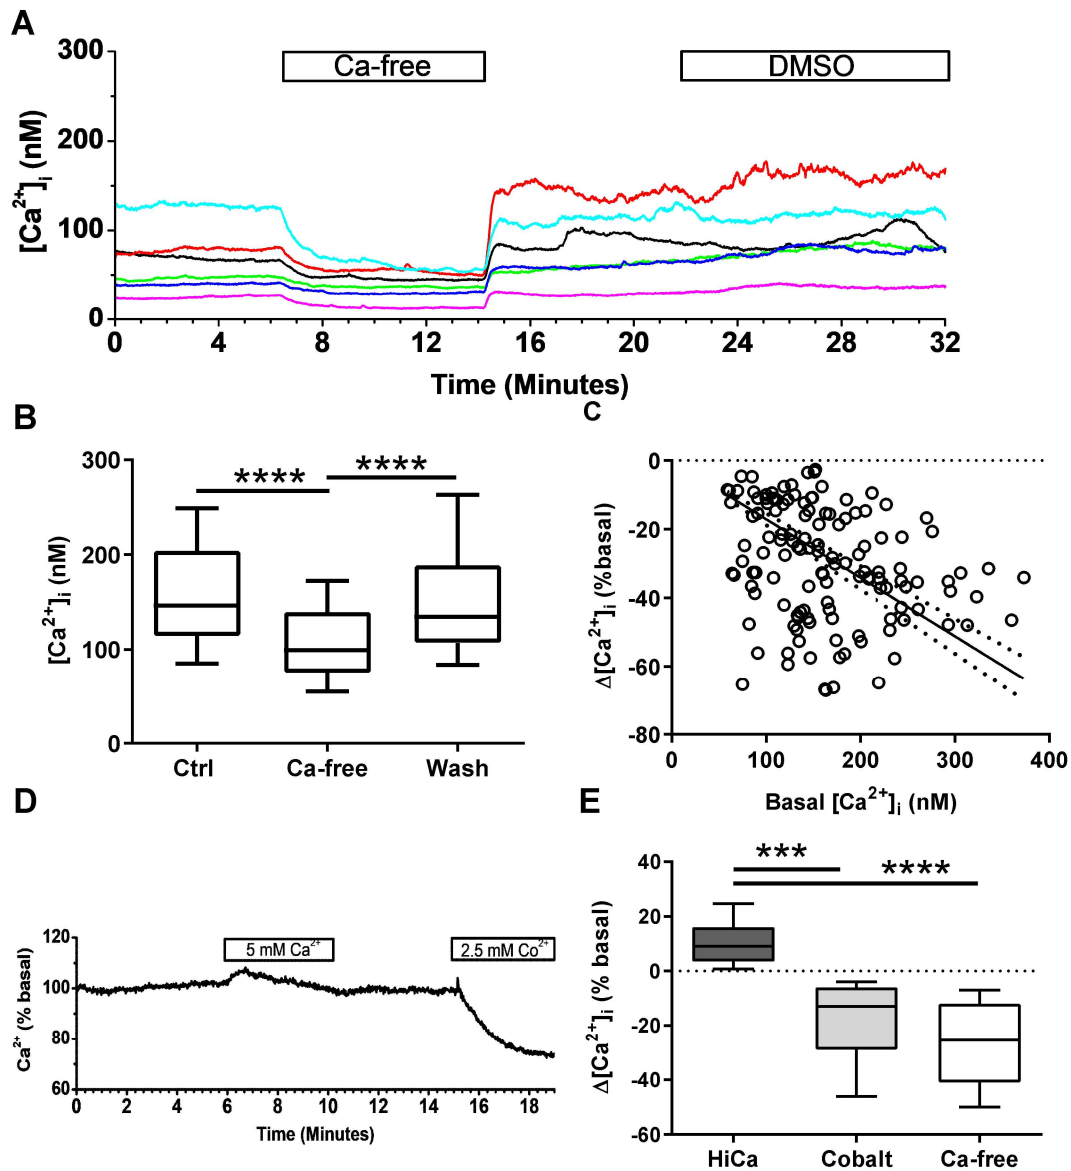 A
300
200
100
0
[Ca2+]i (nM)
Ca-free
DMSO
0 4 8 12 16 20 24 28 32
Time (Minutes)
B
300
200
100
0
[Ca2+]i (nM)
**** ****
Ctrl Ca-free Wash
C
0
-20
-40
-60
-80
Δ[Ca2+]i (%basal)
0 100 200 300 400
Basal [Ca2+]i (nM)
D
120
100
80
60
Ca2+ (% basal)
5 mM Ca2+
2.5 mM Co2+
0 2 4 6 8 10 12 14 16 18
Time (Minutes)
E
40
20
0
-20
-40
-60
Δ[Ca2+]i (% basal)
*** ****
HiCa Cobalt Ca-free